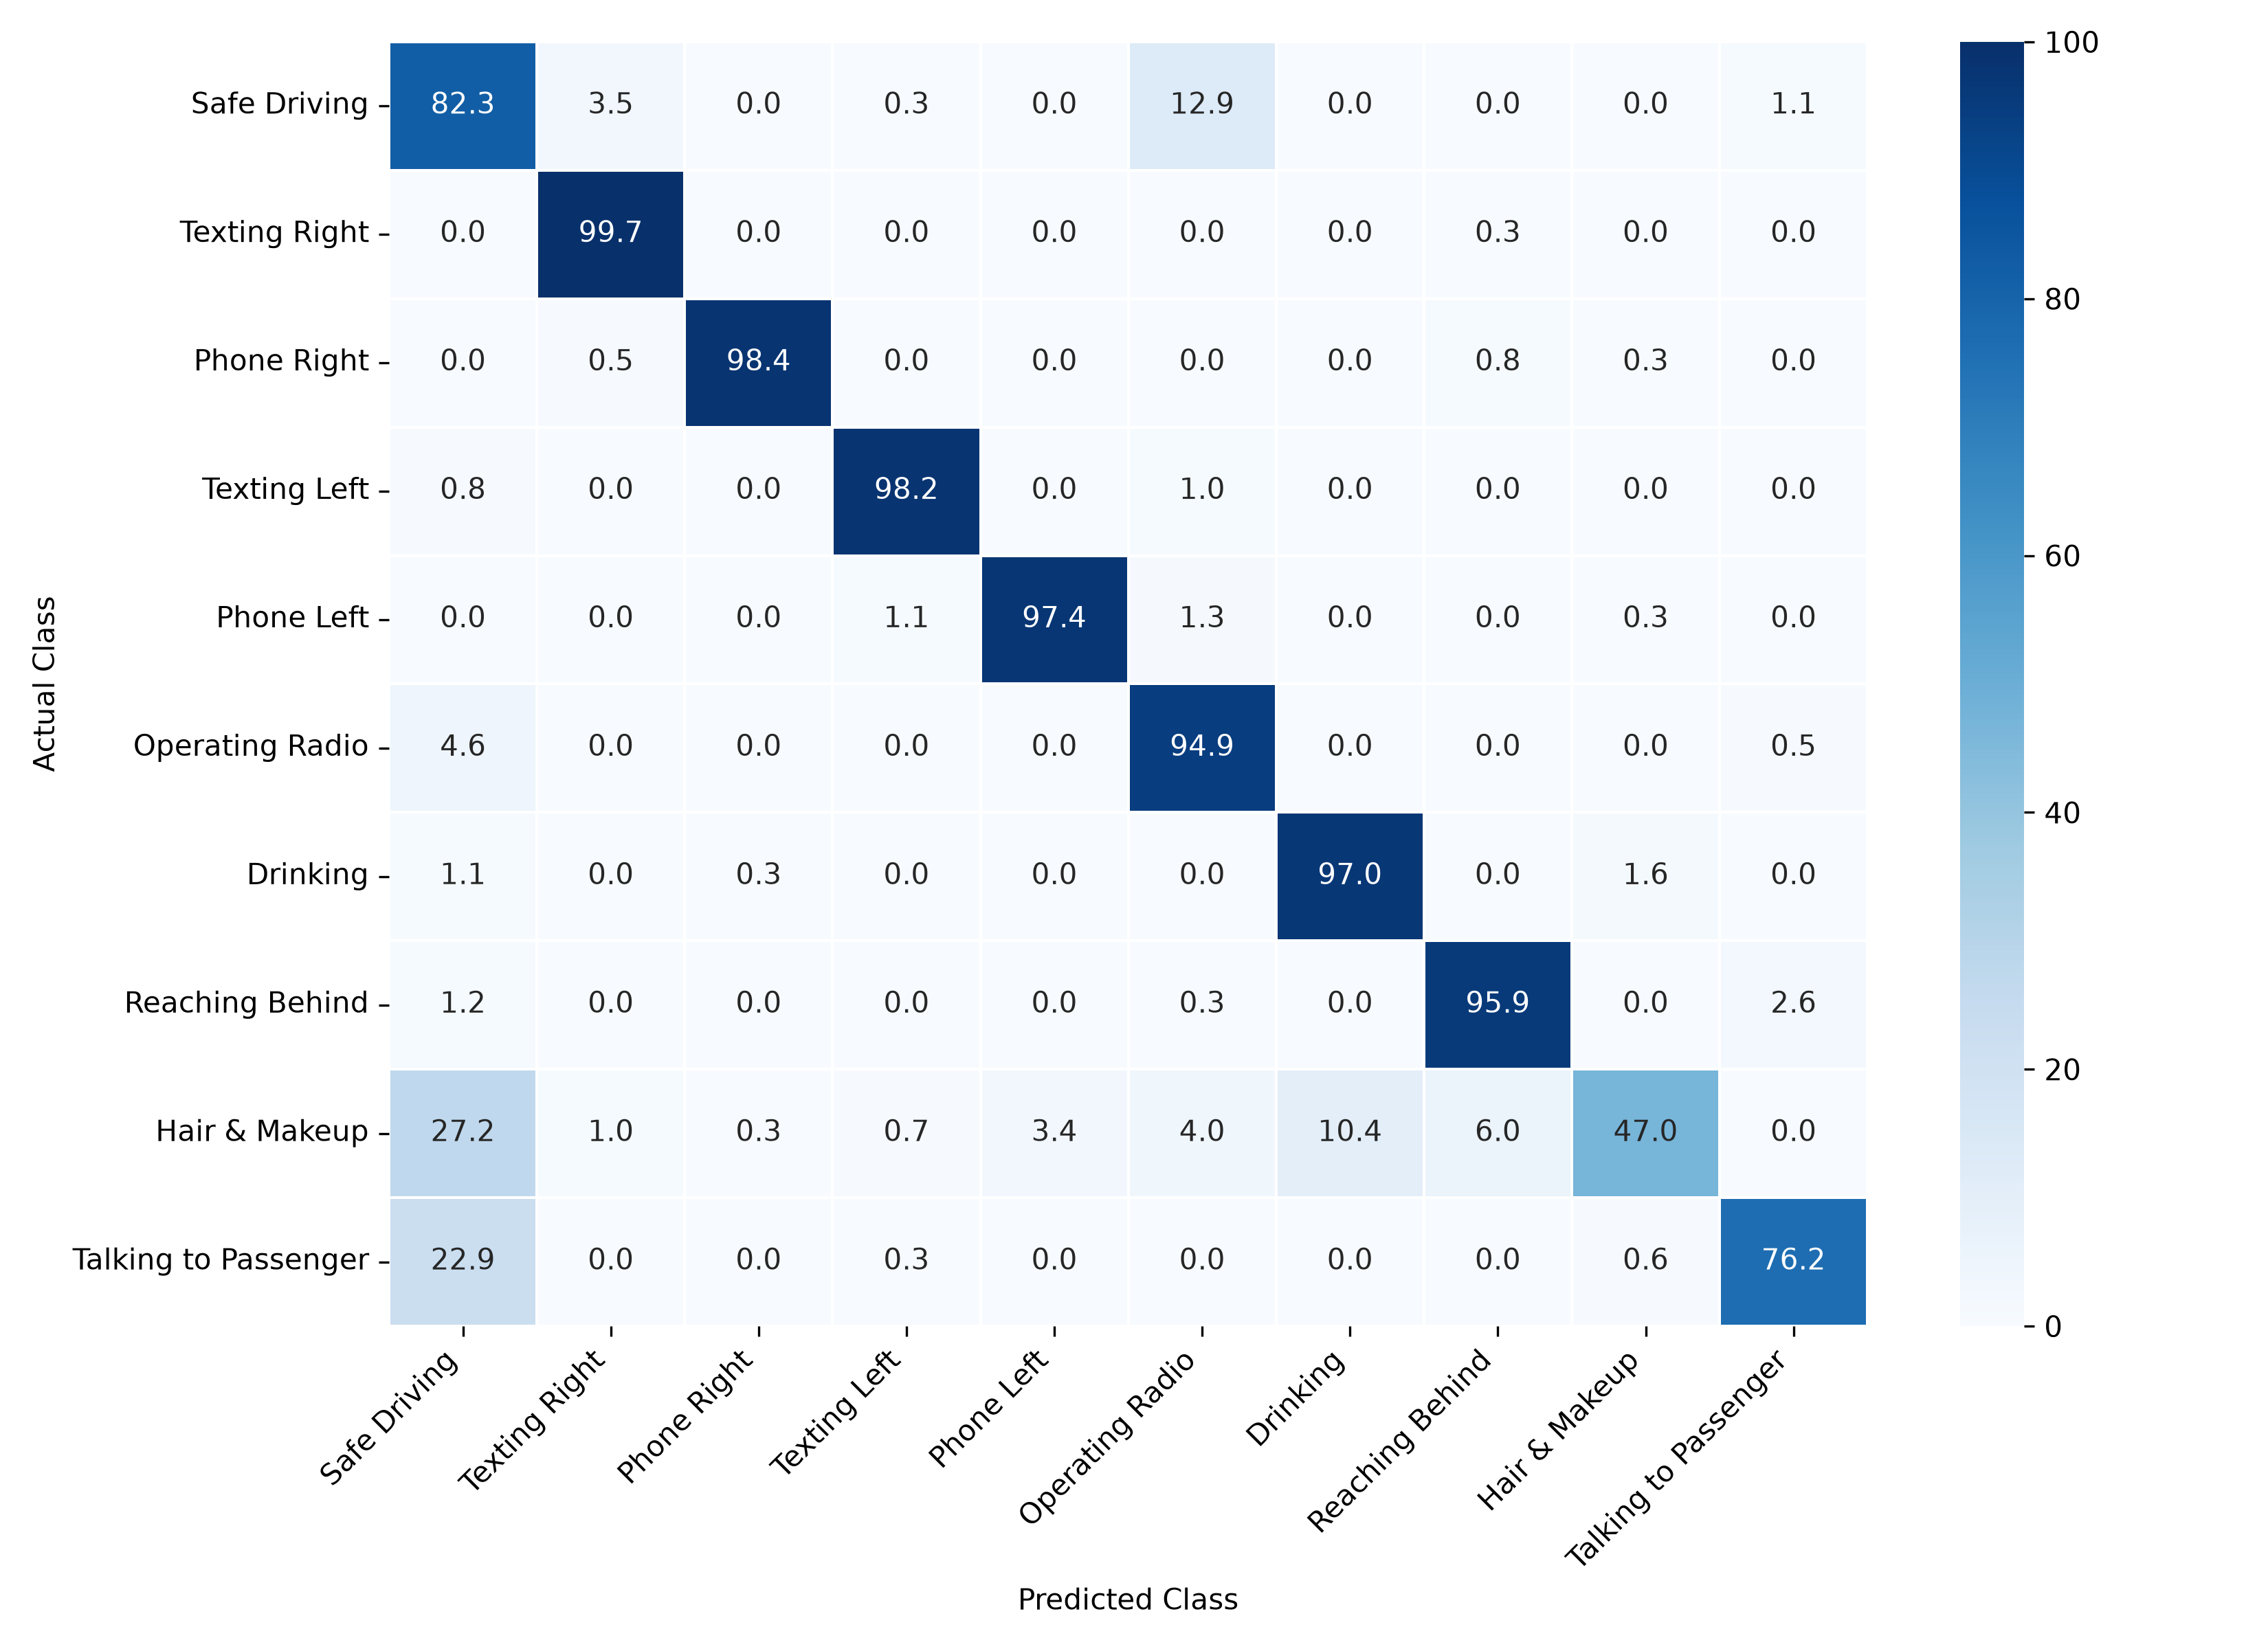 Safe Driving 82.3 3.5 0.0 0.3 0.0 12.9 0.0 0.0 0.0 1.1
Texting Right 0.0 99.7 0.0 0.0 0.0 0.0 0.0 0.3 0.0 0.0
Phone Right 0.0 0.5 98.4 0.0 0.0 0.0 0.0 0.8 0.3 0.0
Texting Left 0.8 0.0 0.0 98.2 0.0 1.0 0.0 0.0 0.0 0.0
Phone Left 0.0 0.0 0.0 1.1 97.4 1.3 0.0 0.0 0.3 0.0
Operating Radio 4.6 0.0 0.0 0.0 0.0 94.9 0.0 0.0 0.0 0.5
Drinking 1.1 0.0 0.3 0.0 0.0 0.0 97.0 0.0 1.6 0.0
Reaching Behind 1.2 0.0 0.0 0.0 0.0 0.3 0.0 95.9 0.0 2.6
Hair & Makeup 27.2 1.0 0.3 0.7 3.4 4.0 10.4 6.0 47.0 0.0
Talking to Passenger 22.9 0.0 0.0 0.3 0.0 0.0 0.0 0.0 0.6 76.2
Actual Class
Safe Driving
Texting Right
Phone Right
Texting Left
Phone Left
Operating Radio
Drinking
Reaching Behind
Hair & Makeup
Talking to Passenger
Predicted Class
100
80
60
40
20
0